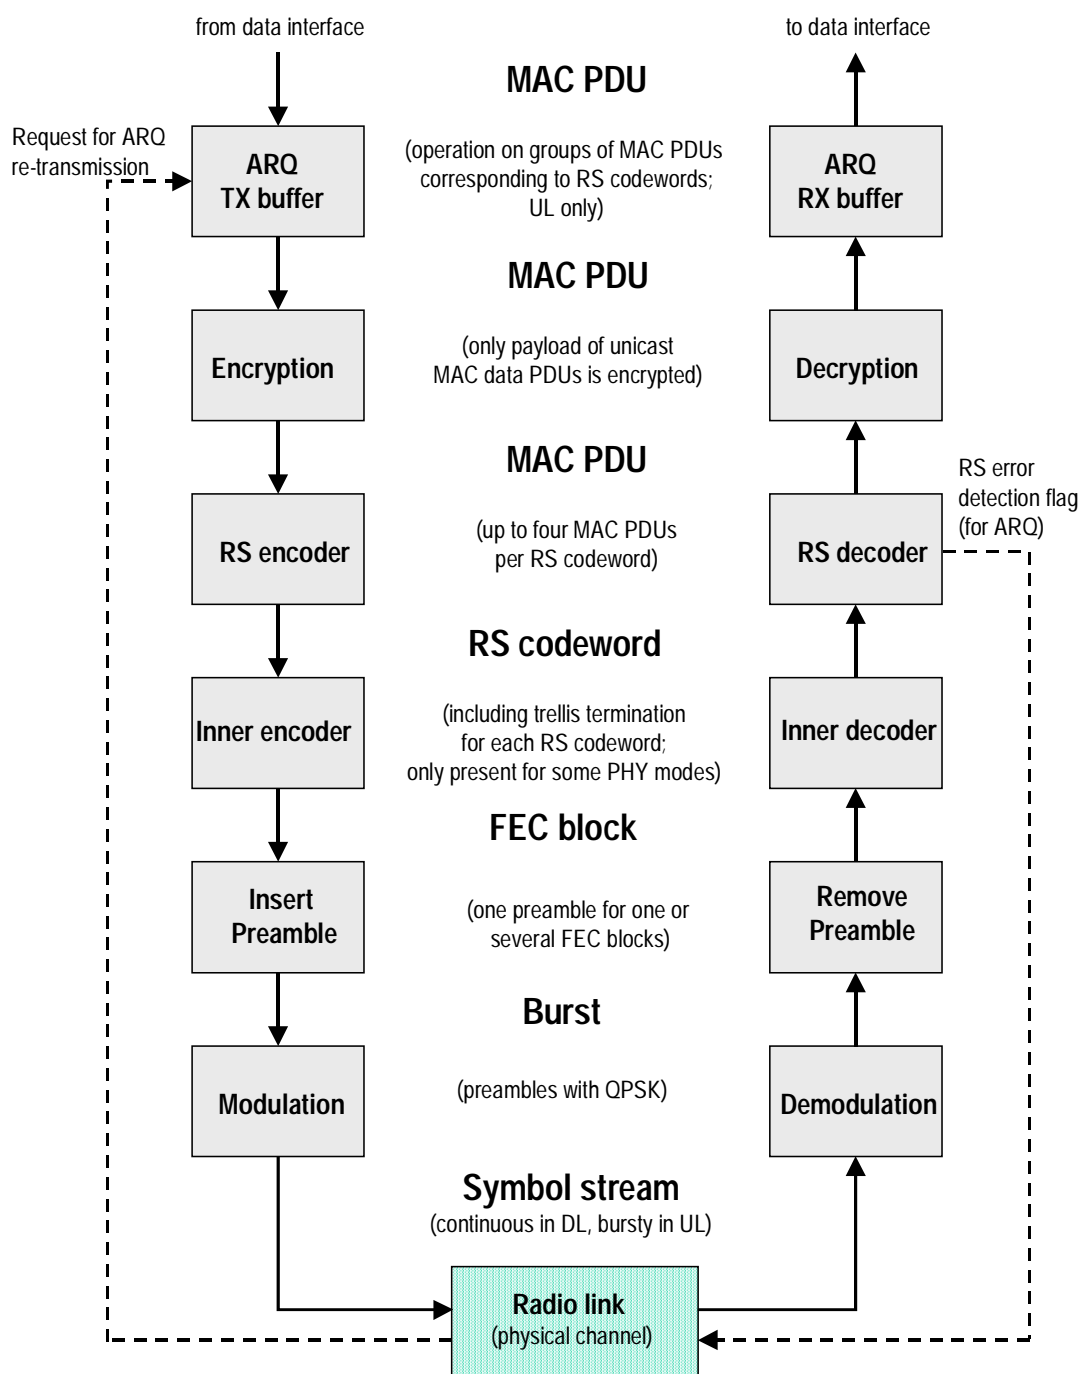 from data interface
to data interface
MAC PDU
Request for ARQ
re-transmission
ARQ
TX buffer
(operation on groups of MAC PDUs
corresponding to RS codewords;
UL only)
ARQ
RX buffer
MAC PDU
Encryption
(only payload of unicast
MAC data PDUs is encrypted)
Decryption
MAC PDU
RS encoder
(up to four MAC PDUs
per RS codeword)
RS decoder
RS error
detection flag
(for ARQ)
RS codeword
Inner encoder
(including trellis termination
for each RS codeword;
only present for some PHY modes)
Inner decoder
FEC block
Insert
Preamble
(one preamble for one or
several FEC blocks)
Remove
Preamble
Burst
Modulation
(preambles with QPSK)
Demodulation
Symbol stream
(continuous in DL, bursty in UL)
Radio link
(physical channel)